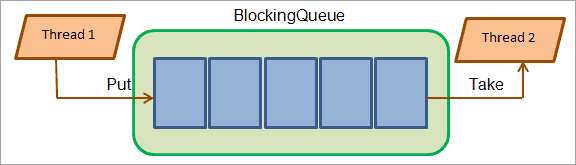 BlockingQueue
Thread 1
Thread 2
Put
Take